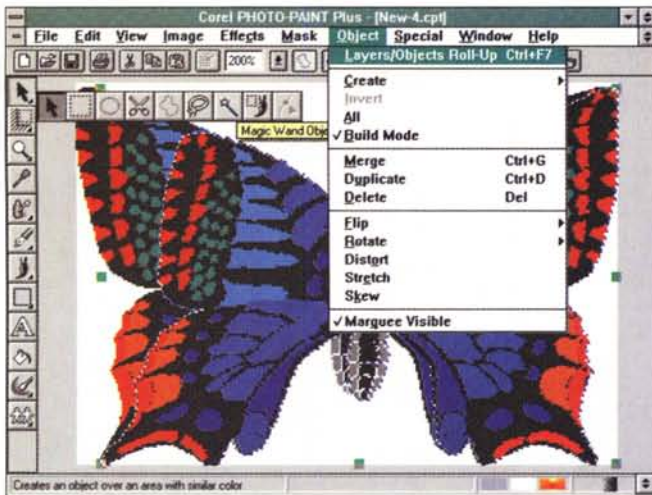 Corel PHOTO-PAINT Plus - [New-4.cpt]
File Edit View Image Effects Mask Object Special Window Help
200%
Layers/Objects Roll-Up Ctrl+F7
Create
Invert
All
✓Build Mode
Magic Wand Obje
Merge Ctrl+G
Duplicate Ctrl+D
Delete Del
Flip
Rotate
Distort
Stretch
Skew
✓Marquee Visible
A
Creates an object over an area with similar color